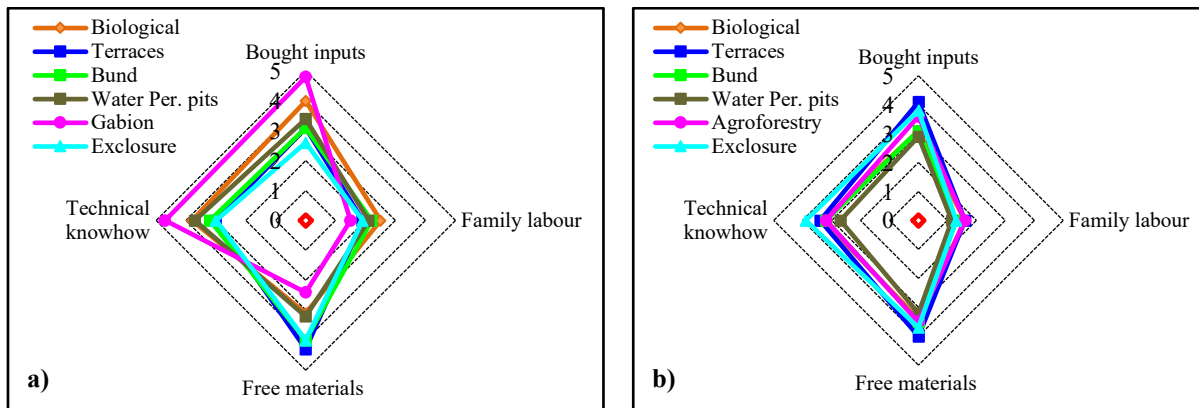 Biological
Terraces
Bund
Water Per. pits
Gabion
Exclosure
Bought inputs
5
4
3
2
1
0
Technical
knowhow
Family labour
Free materials
a)
Biological
Terraces
Bund
Water Per. pits
Agroforestry
Exclosure
Bought inputs
5
4
3
2
1
0
Technical
knowhow
Family labour
Free materials
b)